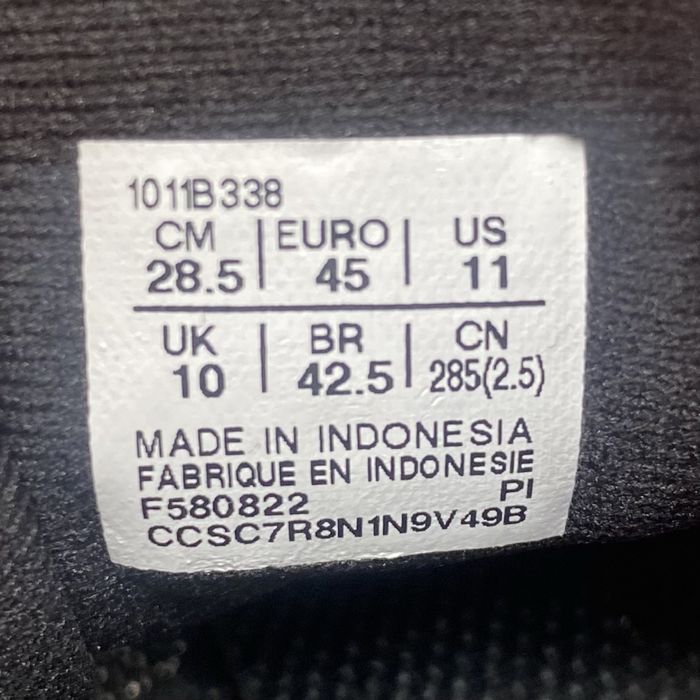 1011B338
CM | EURO | US
28.5 | 45 | 11
UK | BR | CN
10 | 42.5 | 285(2.5)
MADE IN INDONESIA
FABRIQUE EN INDONESIE
F580822 PI
CCSC7R8N1N9V49B